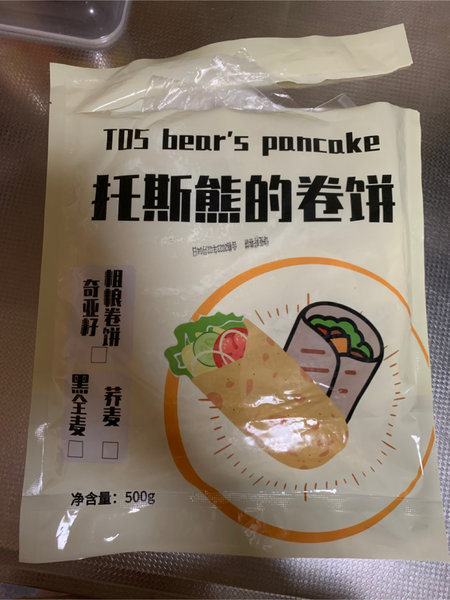 TOS bear's pancake
托斯熊的卷饼
粗粮卷饼
奇亚籽
荞麦
黑全麦
净含量：500g